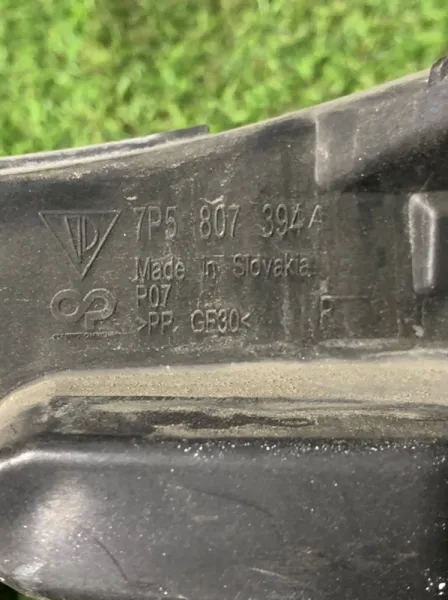 7P5 807 394 A
Made in Slovakia
P07
>PP. GF30<
R